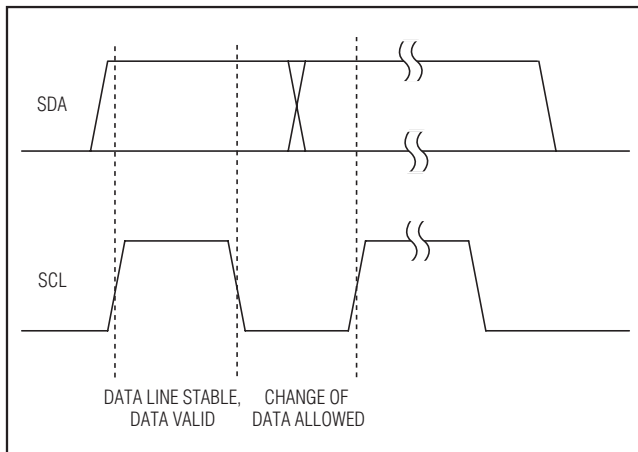 SDA
SCL
DATA LINE STABLE,
DATA VALID
CHANGE OF
DATA ALLOWED